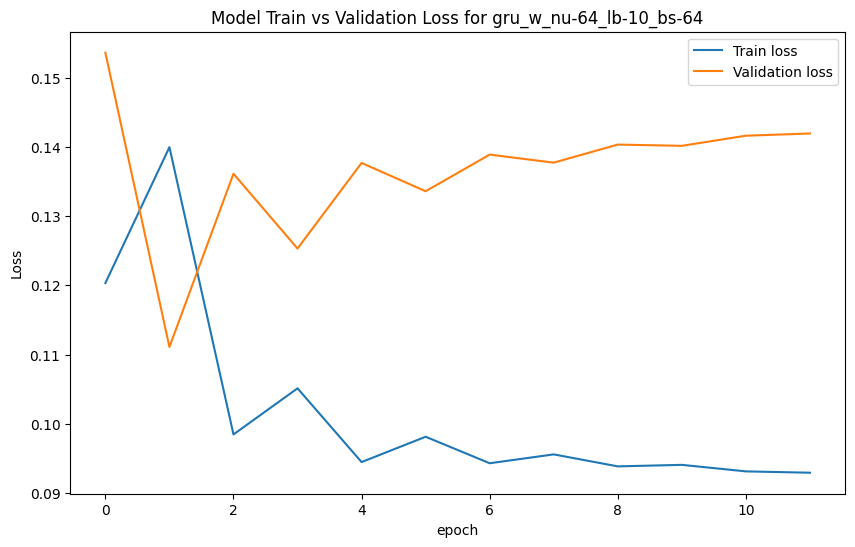 Model Train vs Validation Loss for gru_w_nu-64_lb-10_bs-64
Train loss
Validation loss
0.15
0.14
0.13
0.12
0.11
0.10
0.09
Loss
0 2 4 6 8 10
epoch